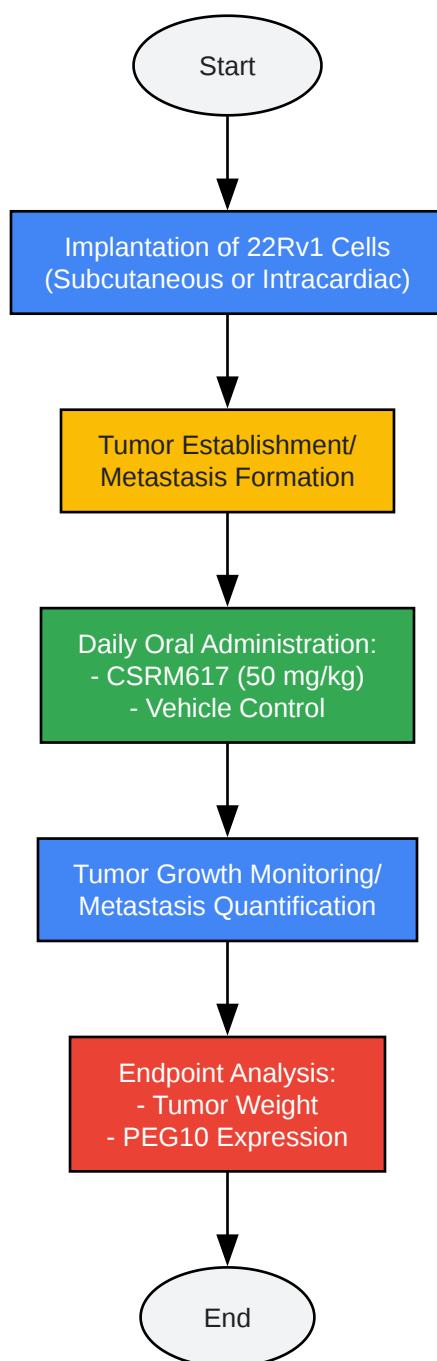 Start
Implantation of 22Rv1 Cells
(Subcutaneous or Intracardiac)
Tumor Establishment/
Metastasis Formation
Daily Oral Administration:
- CSRM617 (50 mg/kg)
- Vehicle Control
Tumor Growth Monitoring/
Metastasis Quantification
Endpoint Analysis:
- Tumor Weight
- PEG10 Expression
End